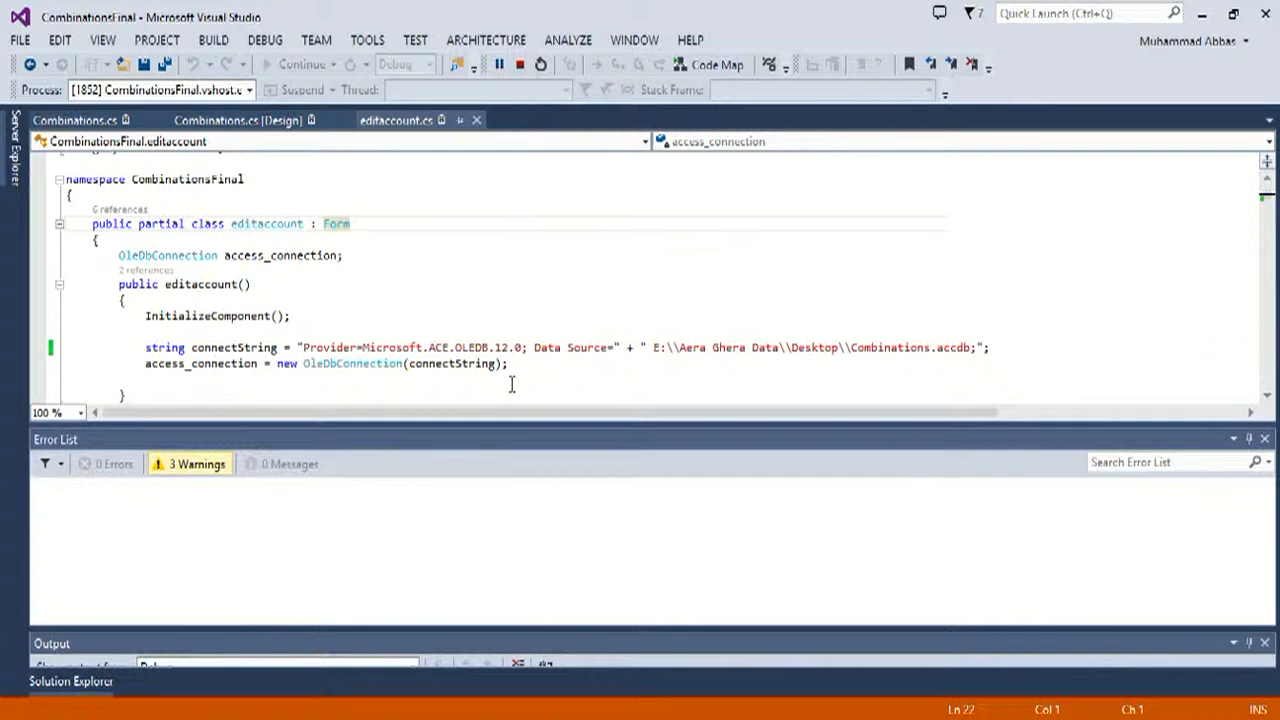 CombinationsFinal - Microsoft Visual Studio
7
Quick Launch (Ctrl+Q)
FILE EDIT VIEW PROJECT BUILD DEBUG TEAM TOOLS TEST ARCHITECTURE ANALYZE WINDOW HELP
Muhammad Abbas
Continue Debug Code Map
Process: [1852] CombinationsFinal.vshost.e Suspend Thread: Stack Frame:
Server Explorer
Combinations.cs Combinations.cs [Design] editaccount.cs
CombinationsFinal.editaccount access_connection
namespace CombinationsFinal
{
6 references
public partial class editaccount : Form
{
OleDbConnection access_connection;
2 references
public editaccount()
{
InitializeComponent();
string connectString = "Provider=Microsoft.ACE.OLEDB.12.0; Data Source=" + " E:\\Aera Ghera Data\\Desktop\\Combinations.accdb;";
access_connection = new OleDbConnection(connectString);
}
100 %
Error List
0 Errors 3 Warnings 0 Messages
Search Error List
Output
Solution Explorer
Ln 22 Col 1 Ch 1 INS